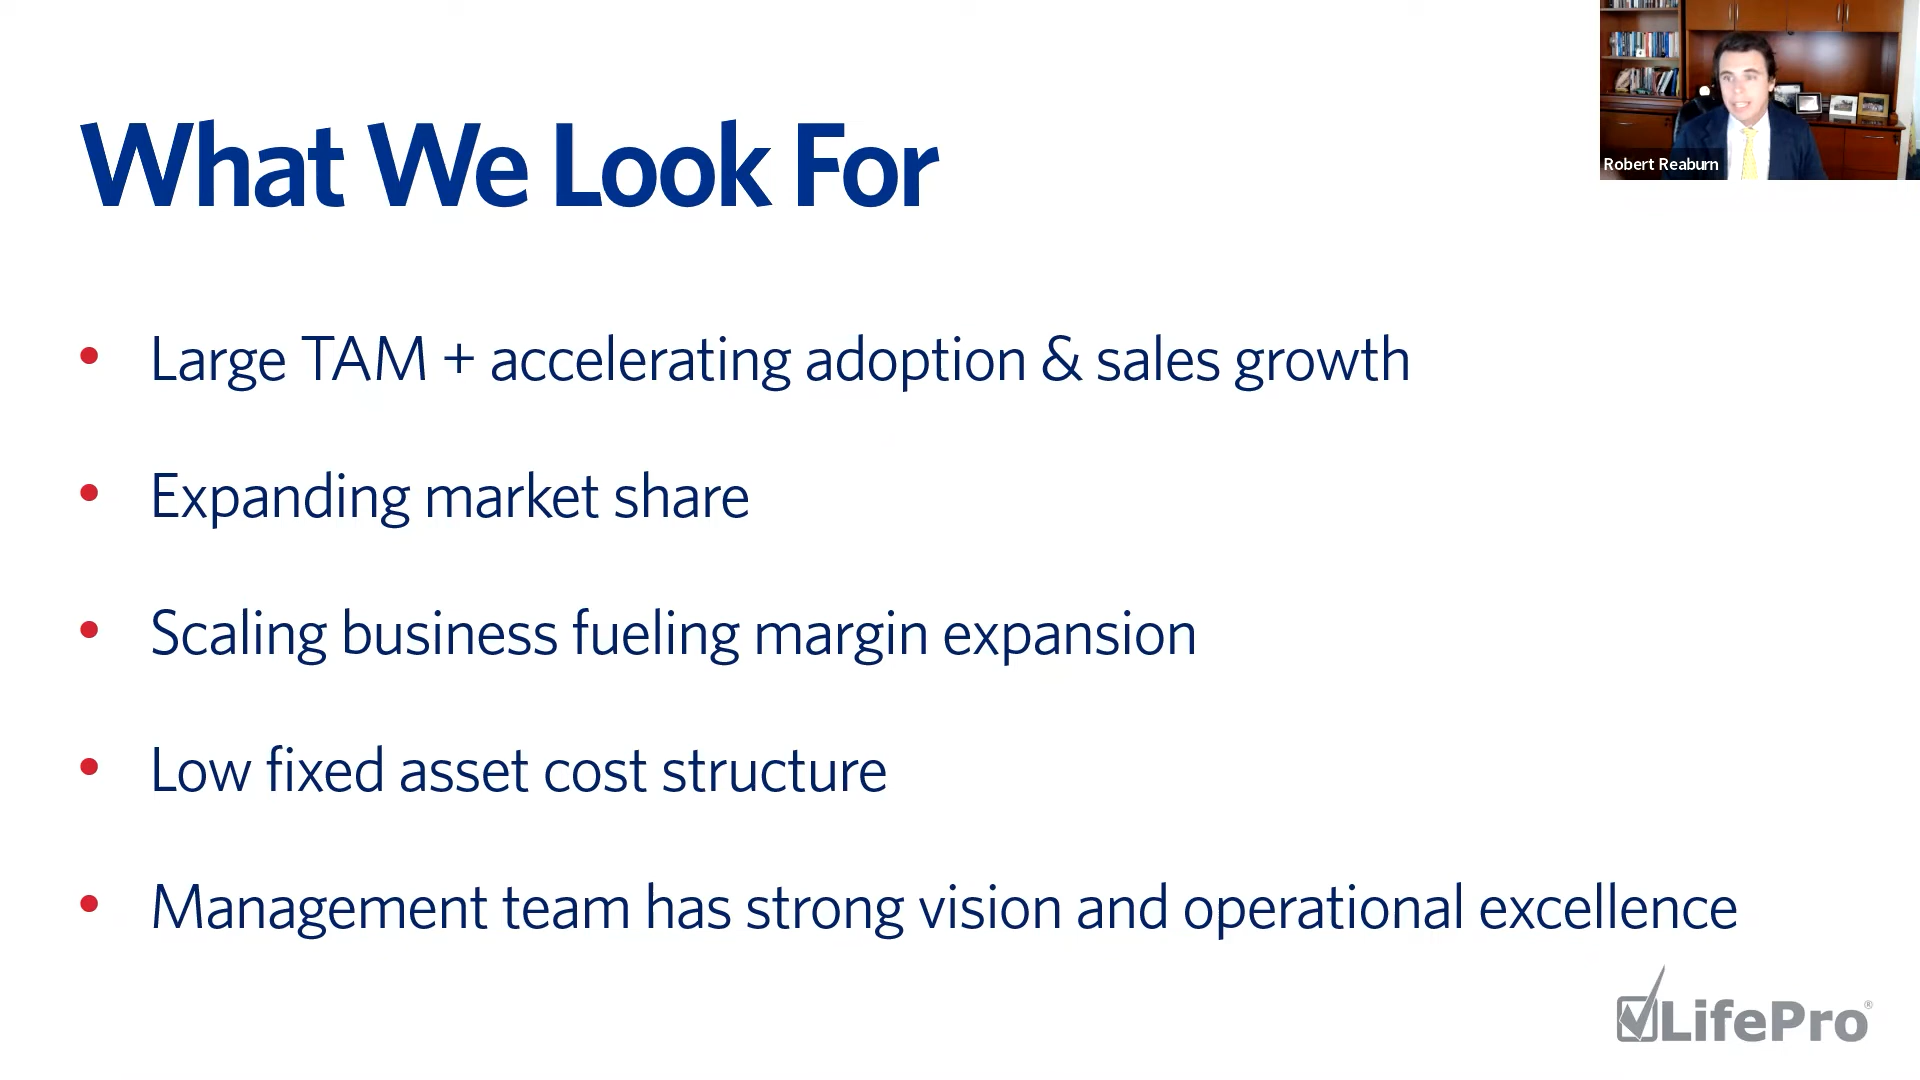 Robert Reaburn
What We Look For
• Large TAM + accelerating adoption & sales growth
• Expanding market share
• Scaling business fueling margin expansion
• Low fixed asset cost structure
• Management team has strong vision and operational excellence
LifePro®